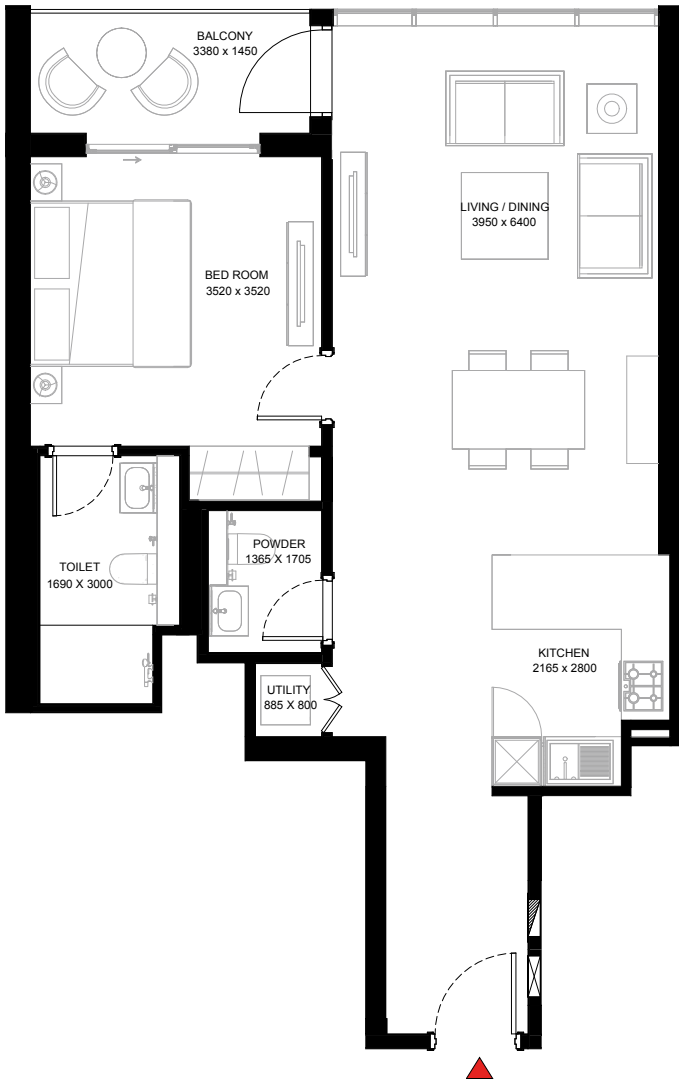 BALCONY
3380 x 1450
LIVING / DINING
3950 x 6400
BED ROOM
3520 x 3520
POWDER
1365 X 1705
TOILET
1690 X 3000
KITCHEN
2165 x 2800
UTILITY
885 X 800